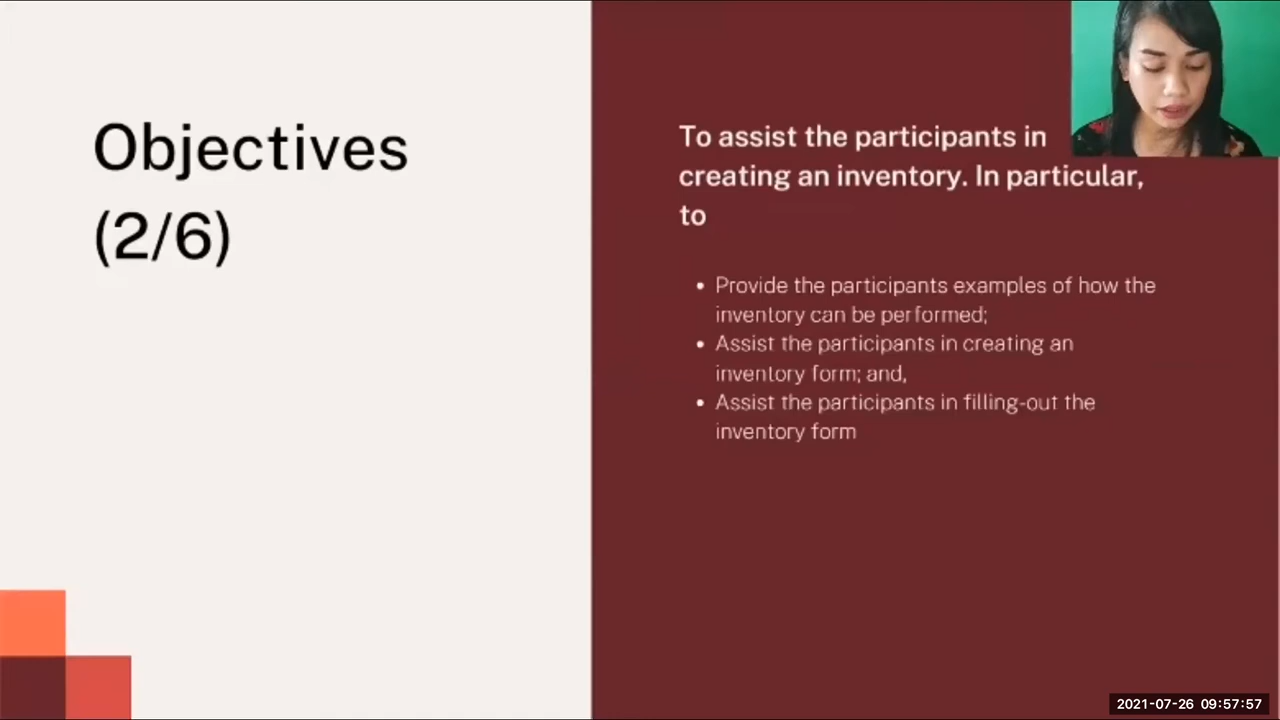 Objectives
(2/6)
To assist the participants in
creating an inventory. In particular,
to
• Provide the participants examples of how the
inventory can be performed;
• Assist the participants in creating an
inventory form; and,
• Assist the participants in filling-out the
inventory form
2021-07-26 09:57:57